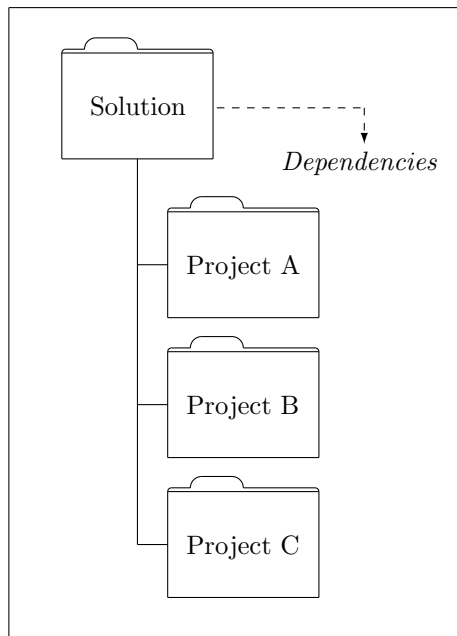 Solution
Dependencies
Project A
Project B
Project C